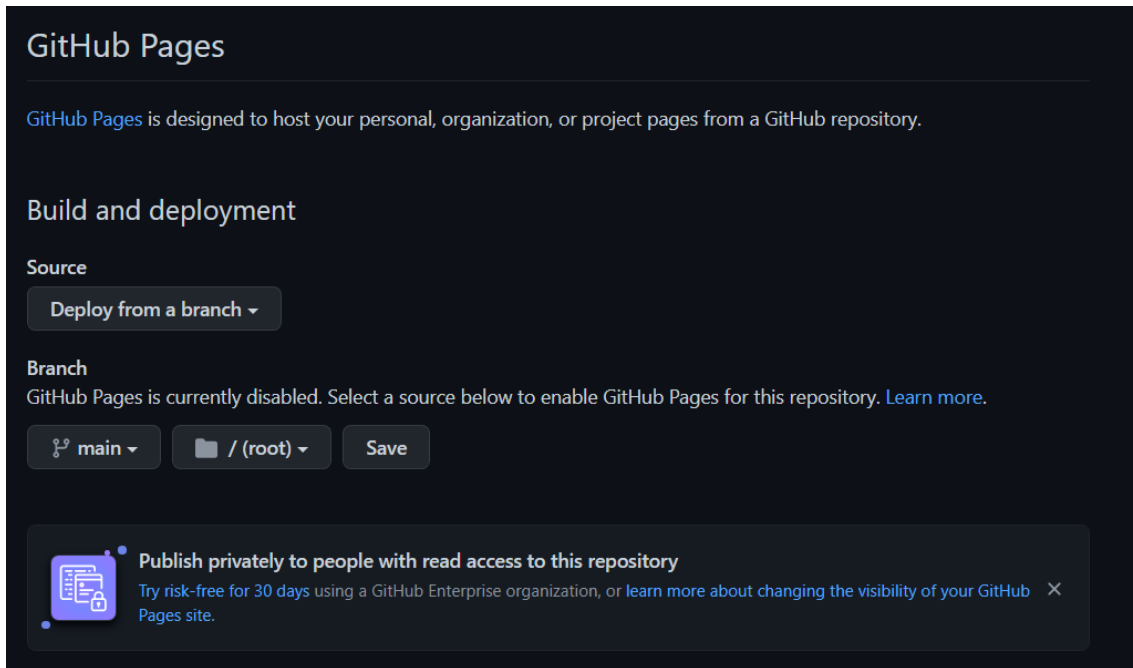 GitHub Pages
GitHub Pages is designed to host your personal, organization, or project pages from a GitHub repository.
Build and deployment
Source
Deploy from a branch
Branch
GitHub Pages is currently disabled. Select a source below to enable GitHub Pages for this repository. Learn more.
main / (root) Save
Publish privately to people with read access to this repository
Try risk-free for 30 days using a GitHub Enterprise organization, or learn more about changing the visibility of your GitHub
Pages site.